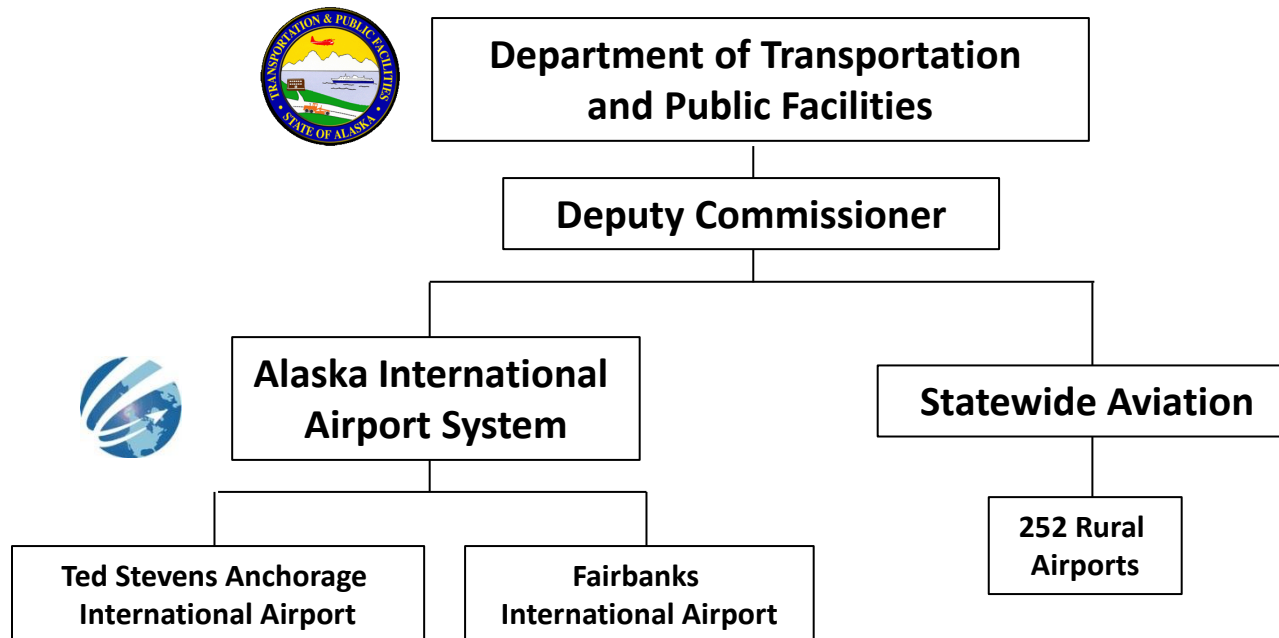 TRANSPORTATION & PUBLIC FACILITIES
STATE OF ALASKA
Department of Transportation
and Public Facilities
Deputy Commissioner
Alaska International
Airport System
Statewide Aviation
Ted Stevens Anchorage
International Airport
Fairbanks
International Airport
252 Rural
Airports